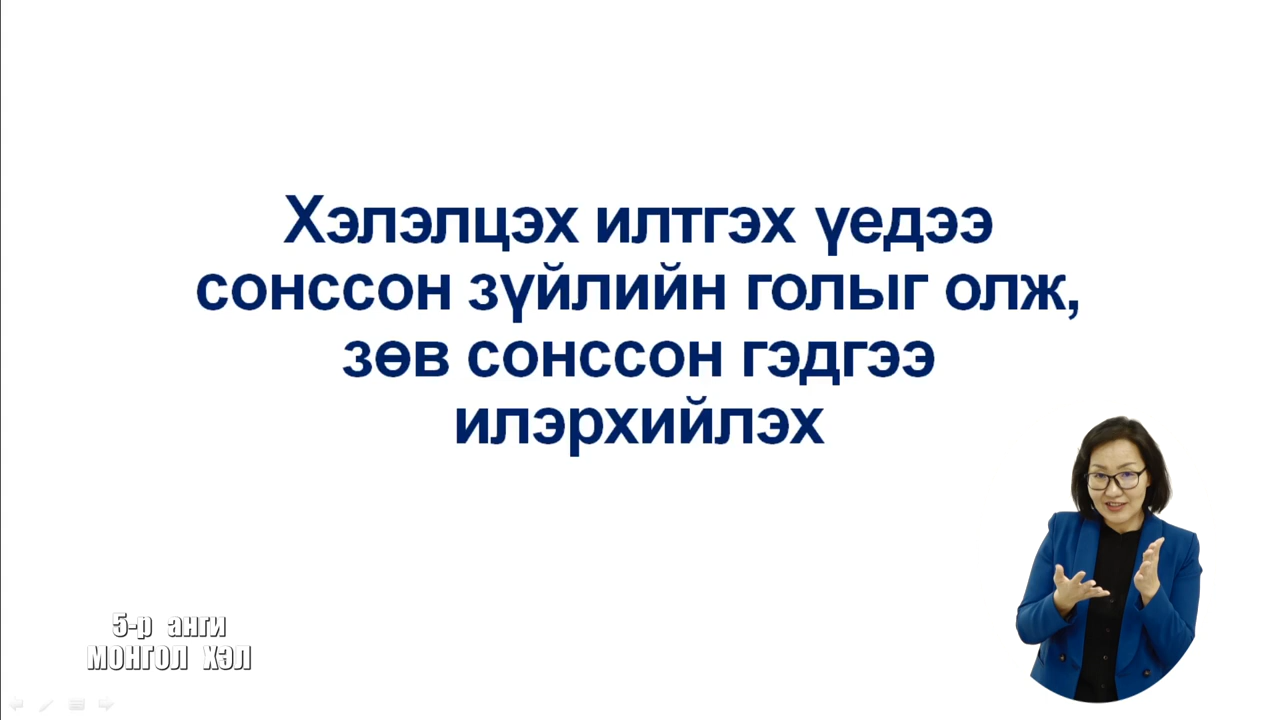 Хэлэлцэх илтгэх үедээ
сонссон зүйлийн голыг олж,
зөв сонссон гэдгээ
илэрхийлэх
5-р анги
МОНГОЛ ХЭЛ